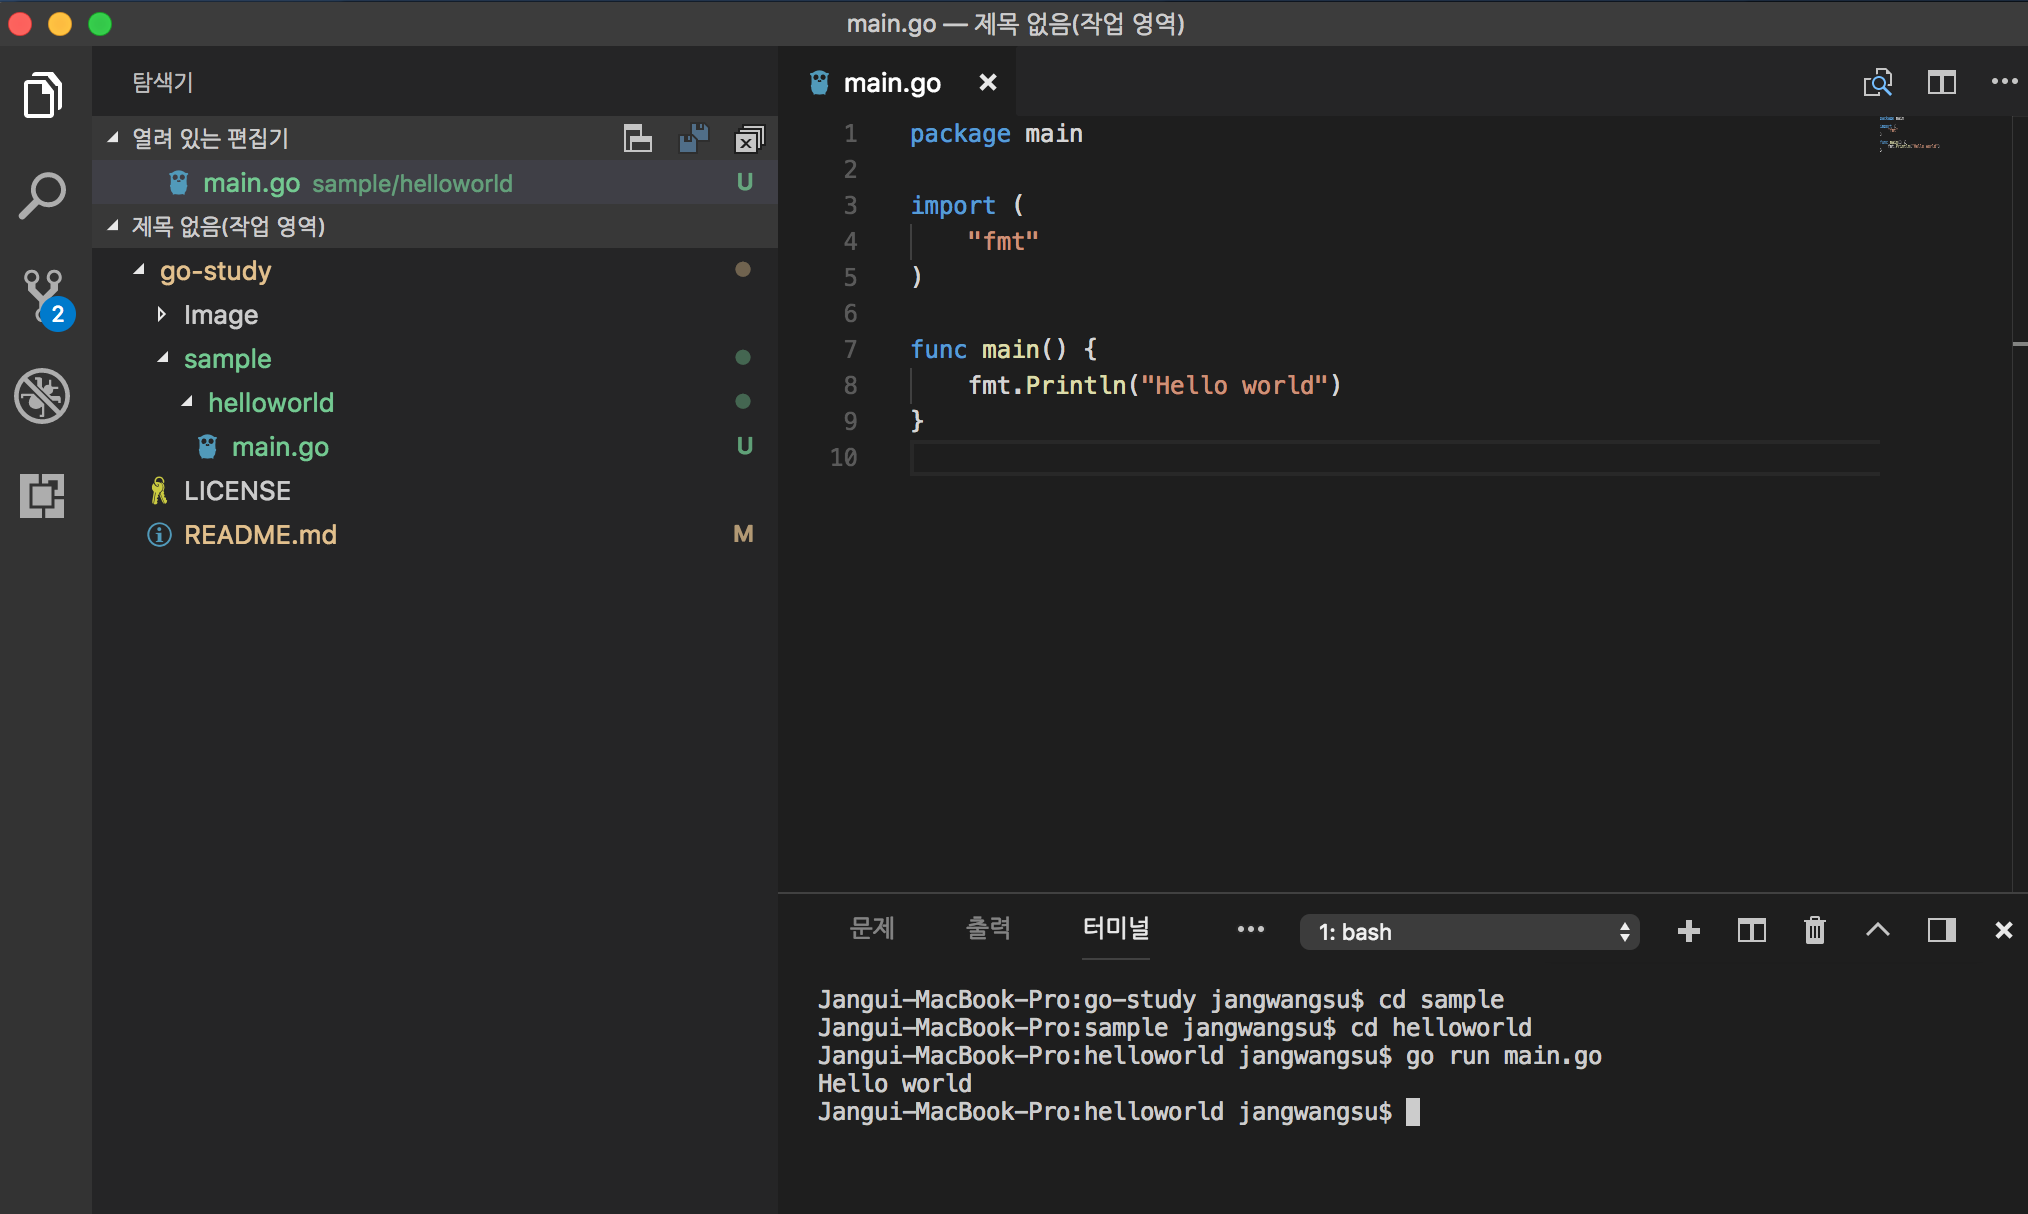 main.go — 제목 없음(작업 영역)
탐색기
열려 있는 편집기
main.go sample/helloworld U
제목 없음(작업 영역)
go-study
Image
sample
helloworld
main.go U
LICENSE
README.md M
2
main.go
1 package main
2
3 import (
4 "fmt"
5 )
6
7 func main() {
8 fmt.Println("Hello world")
9 }
10
문제 출력 터미널 1: bash
Jangui-MacBook-Pro:go-study jangwangsu$ cd sample
Jangui-MacBook-Pro:sample jangwangsu$ cd helloworld
Jangui-MacBook-Pro:helloworld jangwangsu$ go run main.go
Hello world
Jangui-MacBook-Pro:helloworld jangwangsu$